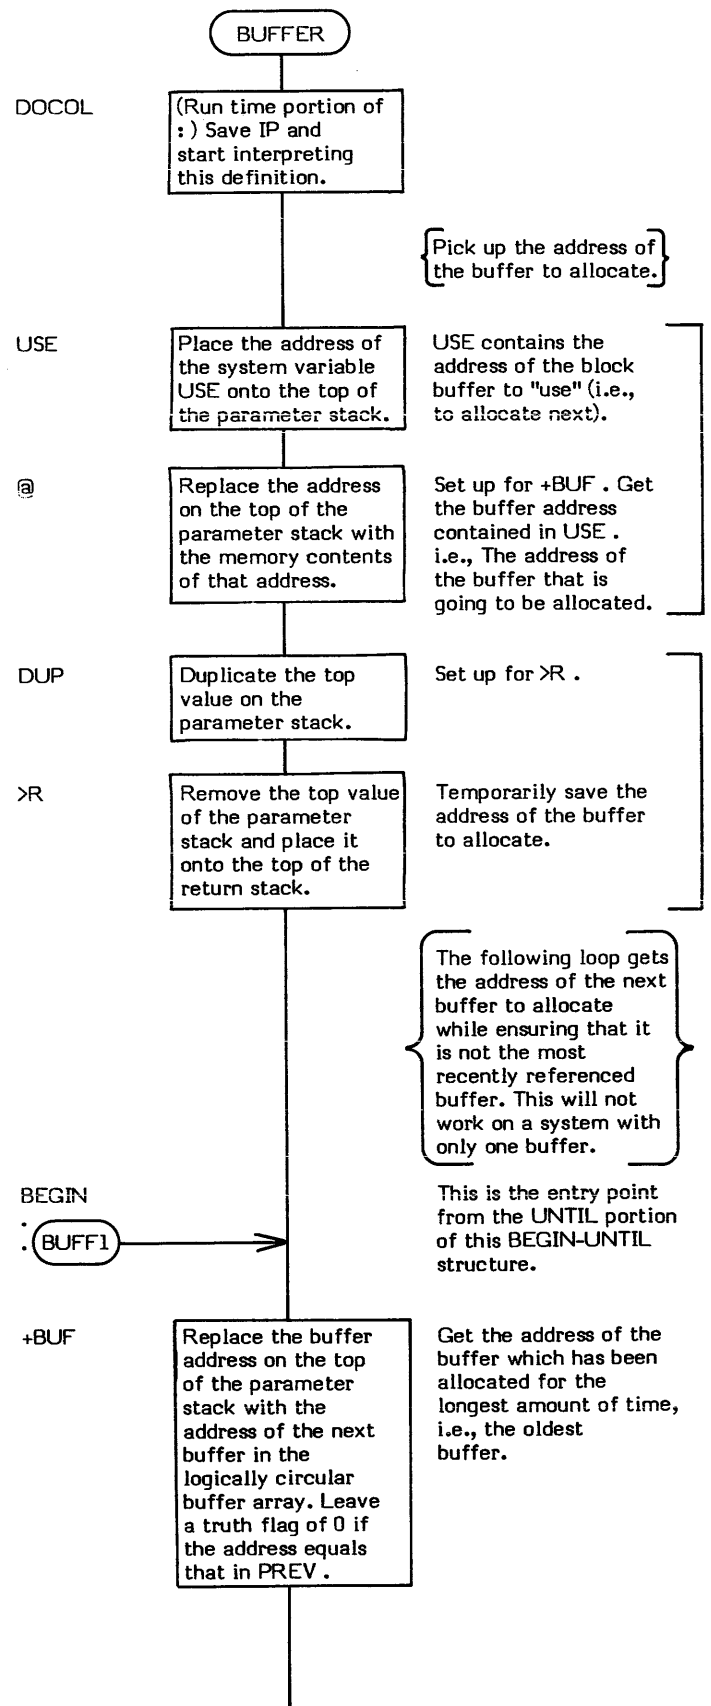 BUFFER
DOCOL
(Run time portion of
: ) Save IP and
start interpreting
this definition.
Pick up the address of
the buffer to allocate.
USE
Place the address of
the system variable
USE onto the top of
the parameter stack.
USE contains the
address of the block
buffer to "use" (i.e.,
to allocate next).
@
Replace the address
on the top of the
parameter stack with
the memory contents
of that address.
Set up for +BUF . Get
the buffer address
contained in USE .
i.e., The address of
the buffer that is
going to be allocated.
DUP
Duplicate the top
value on the
parameter stack.
Set up for >R .
>R
Remove the top value
of the parameter
stack and place it
onto the top of the
return stack.
Temporarily save the
address of the buffer
to allocate.
The following loop gets
the address of the next
buffer to allocate
while ensuring that it
is not the most
recently referenced
buffer. This will not
work on a system with
only one buffer.
BEGIN
: BUFF1
This is the entry point
from the UNTIL portion
of this BEGIN-UNTIL
structure.
+BUF
Replace the buffer
address on the top
of the parameter
stack with the
address of the next
buffer in the
logically circular
buffer array. Leave
a truth flag of 0 if
the address equals
that in PREV .
Get the address of the
buffer which has been
allocated for the
longest amount of time,
i.e., the oldest
buffer.